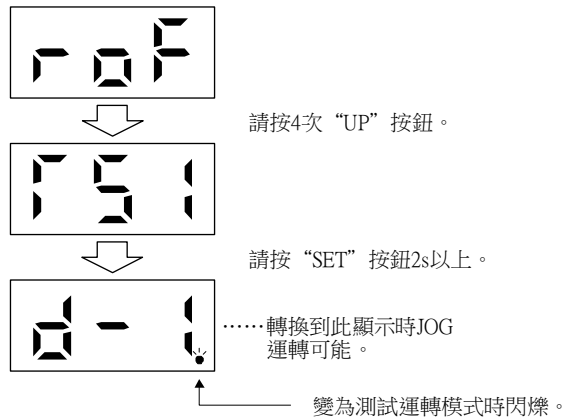 roF
請按4次“UP”按鈕。
TS1
請按“SET”按鈕2s以上。
d-1
……轉換到此顯示時JOG
運轉可能。
變為測試運轉模式時閃爍。